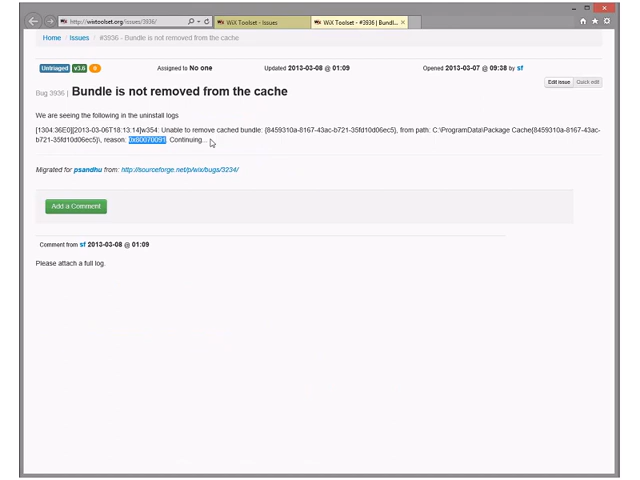 http://wixtoolset.org/issues/3936/
WiX Toolset - Issues
WiX Toolset - #3936 | Bundl...
Home / Issues / #3936 - Bundle is not removed from the cache
Untriaged v3.6 0 Assigned to No one Updated 2013-03-08 @ 01:09 Opened 2013-03-07 @ 09:38 by sf
Edit issue Quick edit
Bug 3936 | Bundle is not removed from the cache
We are seeing the following in the uninstall logs
[1304:36E0][2013-03-06T18:13:14]w354: Unable to remove cached bundle: {8459310a-8167-43ac-b721-35fd10d06ec5}, from path: C:\ProgramData\Package Cache{8459310a-8167-43ac-
b721-35fd10d06ec5}\, reason: 0x80070091. Continuing...
Migrated for psandhu from: http://sourceforge.net/p/wix/bugs/3234/
Add a Comment
Comment from sf 2013-03-08 @ 01:09
Please attach a full log.